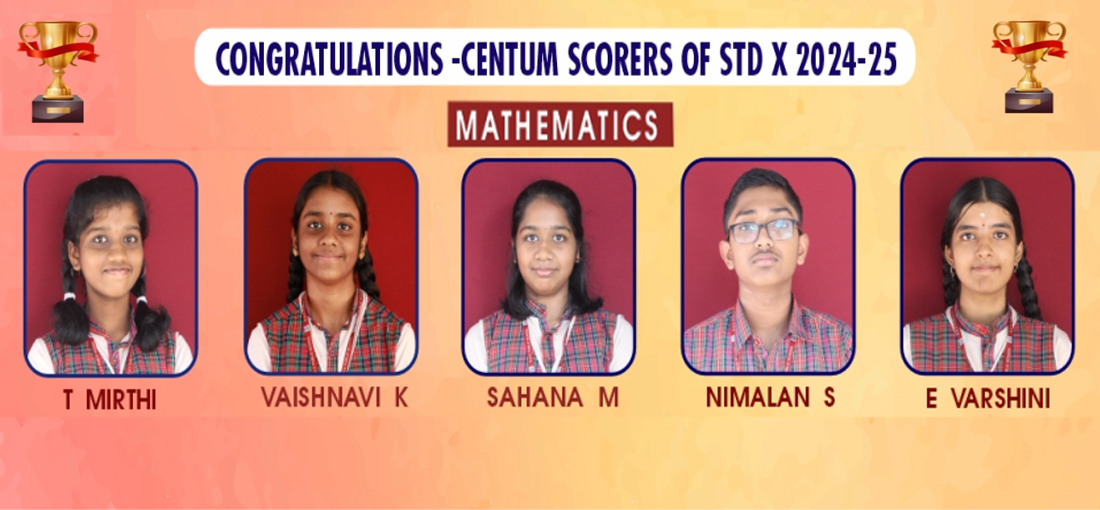 CONGRATULATIONS -CENTUM SCORERS OF STD X 2024-25
MATHEMATICS
T MIRTHI
VAISHNAVI K
SAHANA M
NIMALAN S
E VARSHINI